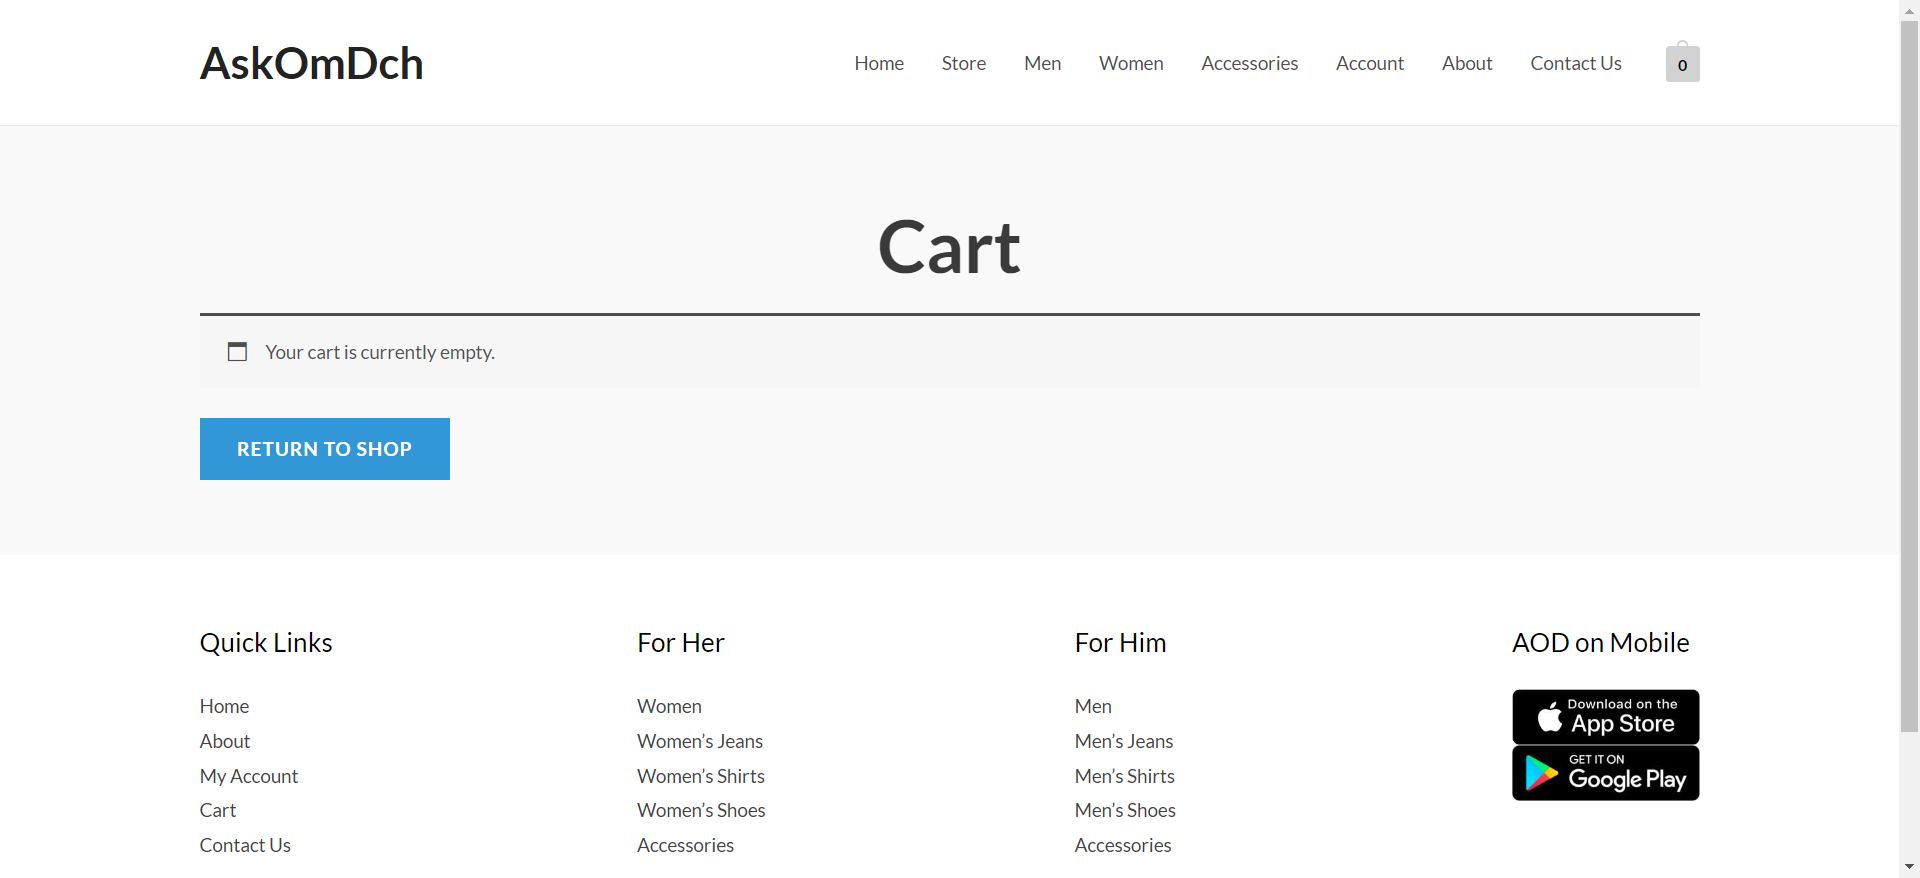 AskOmDch
Home Store Men Women Accessories Account About Contact Us 0
Cart
Your cart is currently empty.
RETURN TO SHOP
Quick Links
Home
About
My Account
Cart
Contact Us
For Her
Women
Women’s Jeans
Women’s Shirts
Women’s Shoes
Accessories
For Him
Men
Men’s Jeans
Men’s Shirts
Men’s Shoes
Accessories
AOD on Mobile
Download on the
App Store
GET IT ON
Google Play